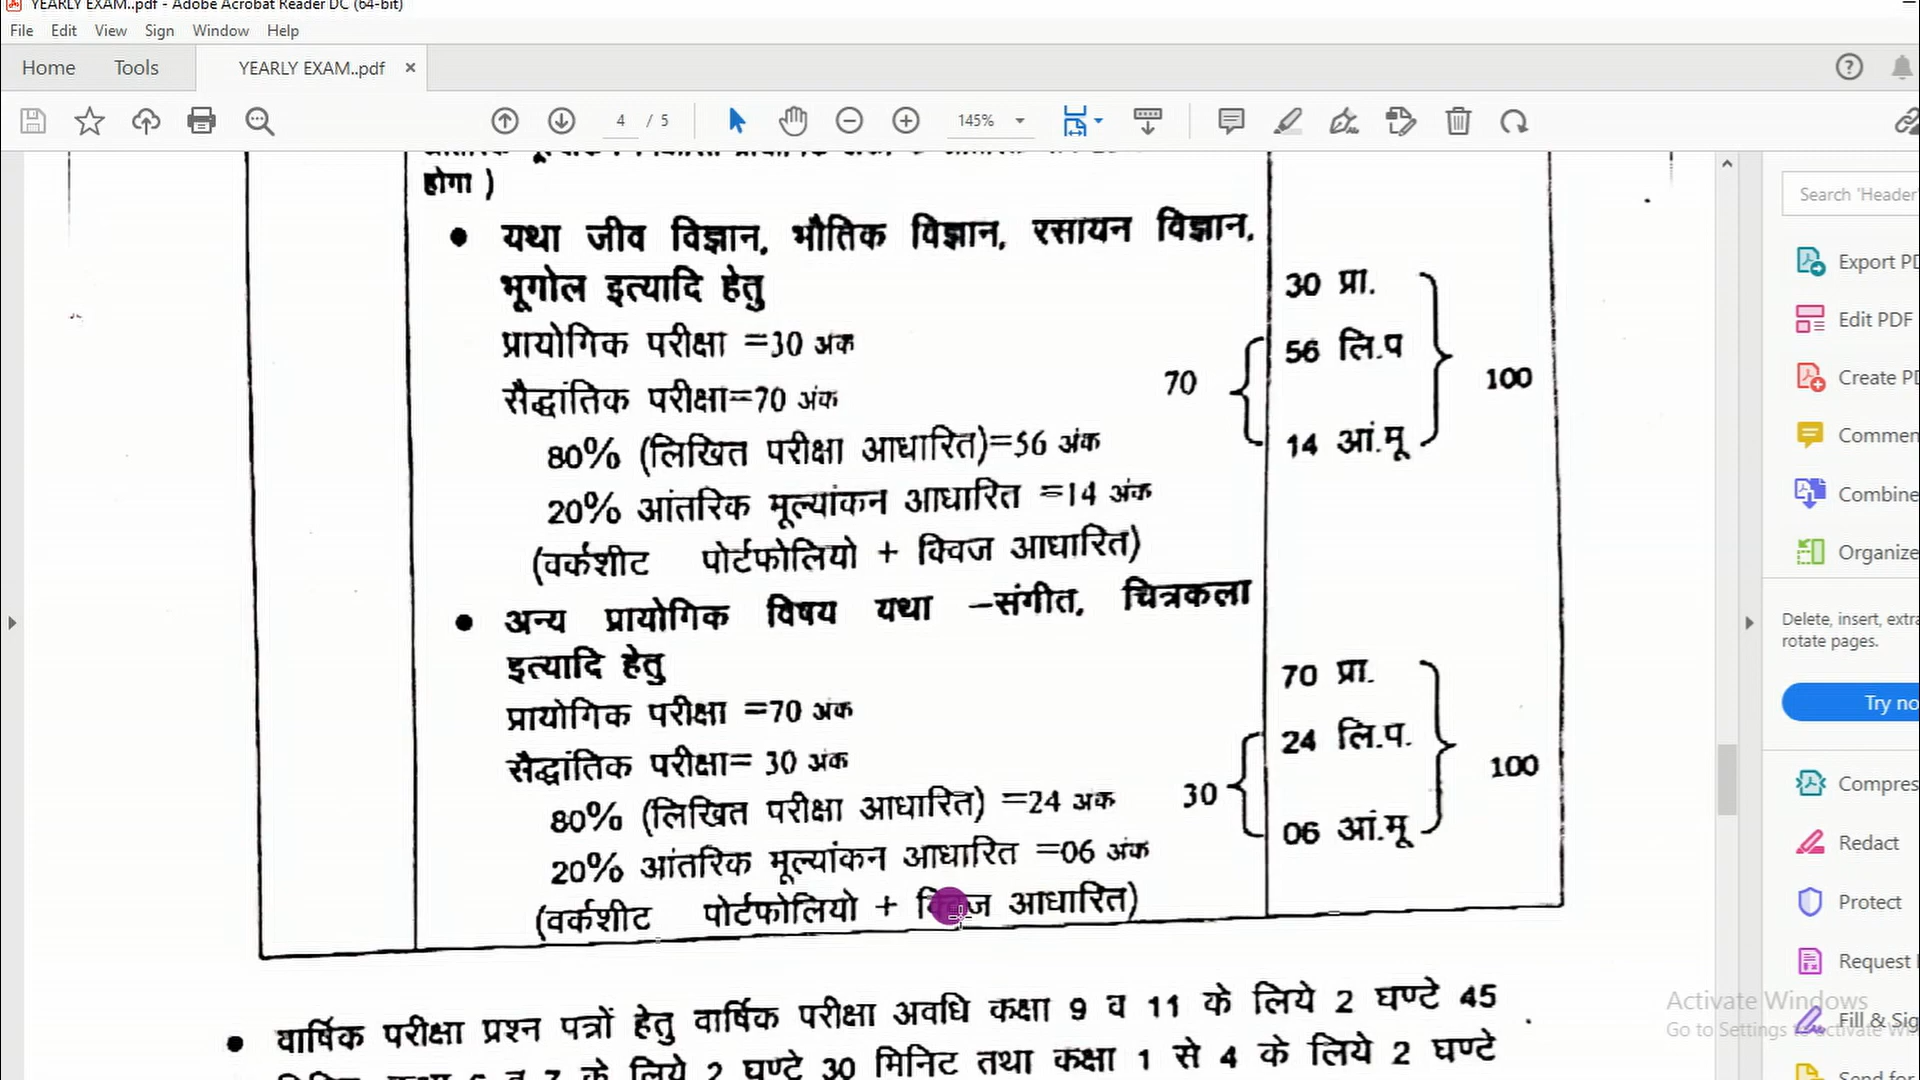 YEARLY EXAM..pdf - Adobe Acrobat Reader DC (64-bit)
File Edit View Sign Window Help
Home Tools YEARLY EXAM..pdf ×
4 / 5 145%
होगा )
• यथा जीव विज्ञान, भौतिक विज्ञान, रसायन विज्ञान,
भूगोल इत्यादि हेतु
30 प्रा.
प्रायोगिक परीक्षा =30 अंक
56 लि.प
सैद्धांतिक परीक्षा=70 अंक
70
100
80% (लिखित परीक्षा आधारित)=56 अंक
14 आं.मू
20% आंतरिक मूल्यांकन आधारित =14 अंक
(वर्कशीट पोर्टफोलियो + क्विज आधारित)
• अन्य प्रायोगिक विषय यथा –संगीत, चित्रकला
इत्यादि हेतु
70 प्रा.
प्रायोगिक परीक्षा =70 अंक
24 लि.प.
सैद्धांतिक परीक्षा= 30 अंक
30
100
80% (लिखित परीक्षा आधारित) =24 अंक
06 आं.मू
20% आंतरिक मूल्यांकन आधारित =06 अंक
(वर्कशीट पोर्टफोलियो + क्विज आधारित)
• वार्षिक परीक्षा प्रश्न पत्रों हेतु वार्षिक परीक्षा अवधि कक्षा 9 व 11 के लिये 2 घण्टे 45
7 के लिये 2 घण्टे 30 मिनिट तथा कक्षा 1 से 4 के लिये 2 घण्टे
Search 'Header
Export PD
Edit PDF
Create PD
Commen
Combine
Organize
Delete, insert, extra
rotate pages.
Try no
Compres
Redact
Protect
Request
Fill & Sig
Send for
Activate Windows
Go to Settings to activate Wi